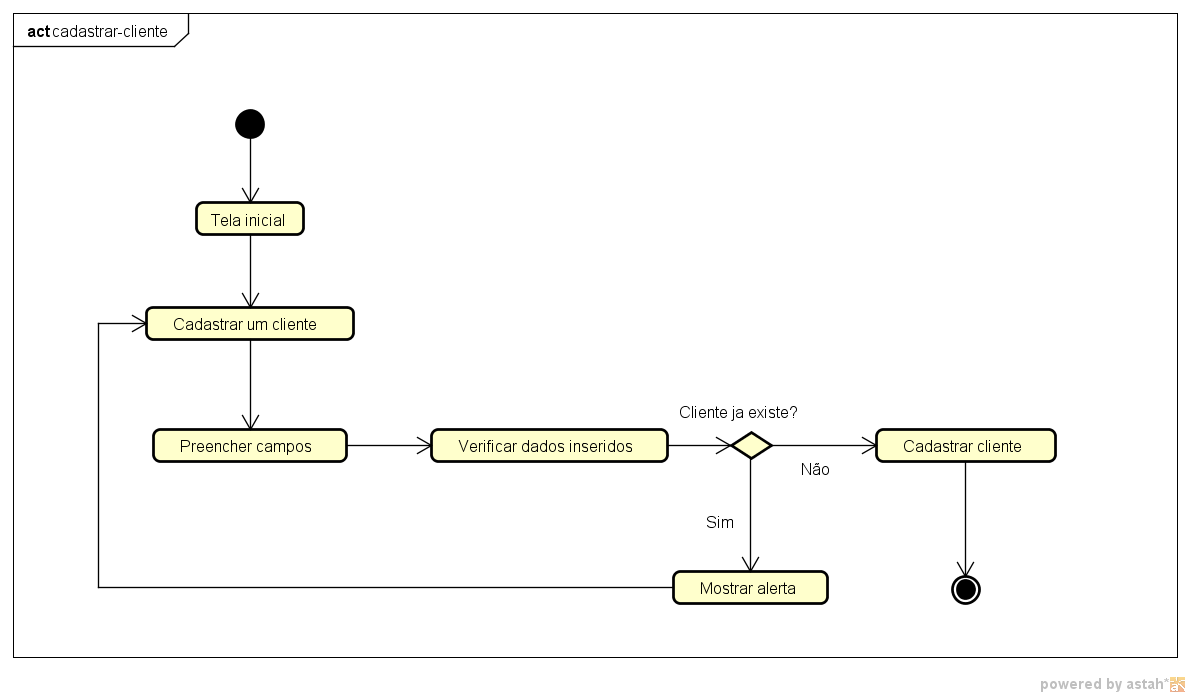 act cadastrar-cliente
Tela inicial
Cadastrar um cliente
Cliente ja existe?
Preencher campos
Verificar dados inseridos
Cadastrar cliente
Não
Sim
Mostrar alerta
powered by astah*